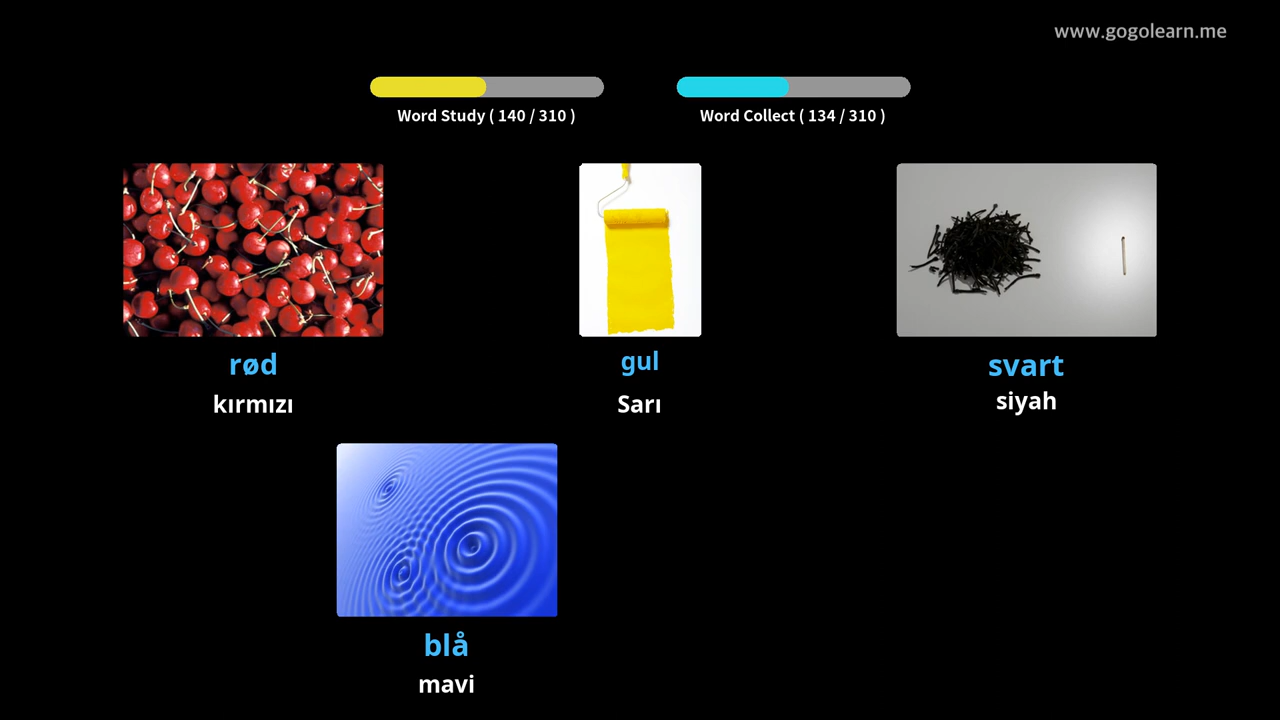 www.gogolearn.me
Word Study ( 140 / 310 )
Word Collect ( 134 / 310 )
rød
kırmızı
gul
Sarı
svart
siyah
blå
mavi